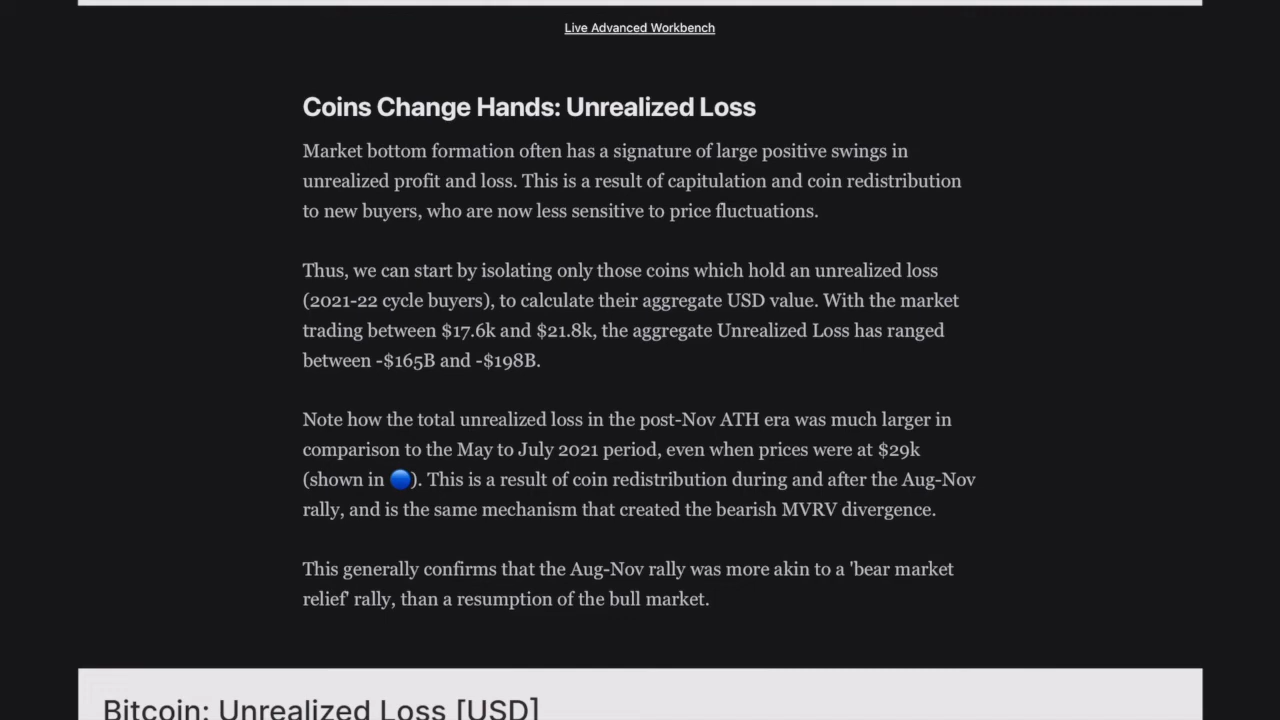 Live Advanced Workbench
Coins Change Hands: Unrealized Loss
Market bottom formation often has a signature of large positive swings in
unrealized profit and loss. This is a result of capitulation and coin redistribution
to new buyers, who are now less sensitive to price fluctuations.
Thus, we can start by isolating only those coins which hold an unrealized loss
(2021-22 cycle buyers), to calculate their aggregate USD value. With the market
trading between $17.6k and $21.8k, the aggregate Unrealized Loss has ranged
between -$165B and -$198B.
Note how the total unrealized loss in the post-Nov ATH era was much larger in
comparison to the May to July 2021 period, even when prices were at $29k
(shown in 🔵). This is a result of coin redistribution during and after the Aug-Nov
rally, and is the same mechanism that created the bearish MVRV divergence.
This generally confirms that the Aug-Nov rally was more akin to a 'bear market
relief' rally, than a resumption of the bull market.
Bitcoin: Unrealized Loss [USD]